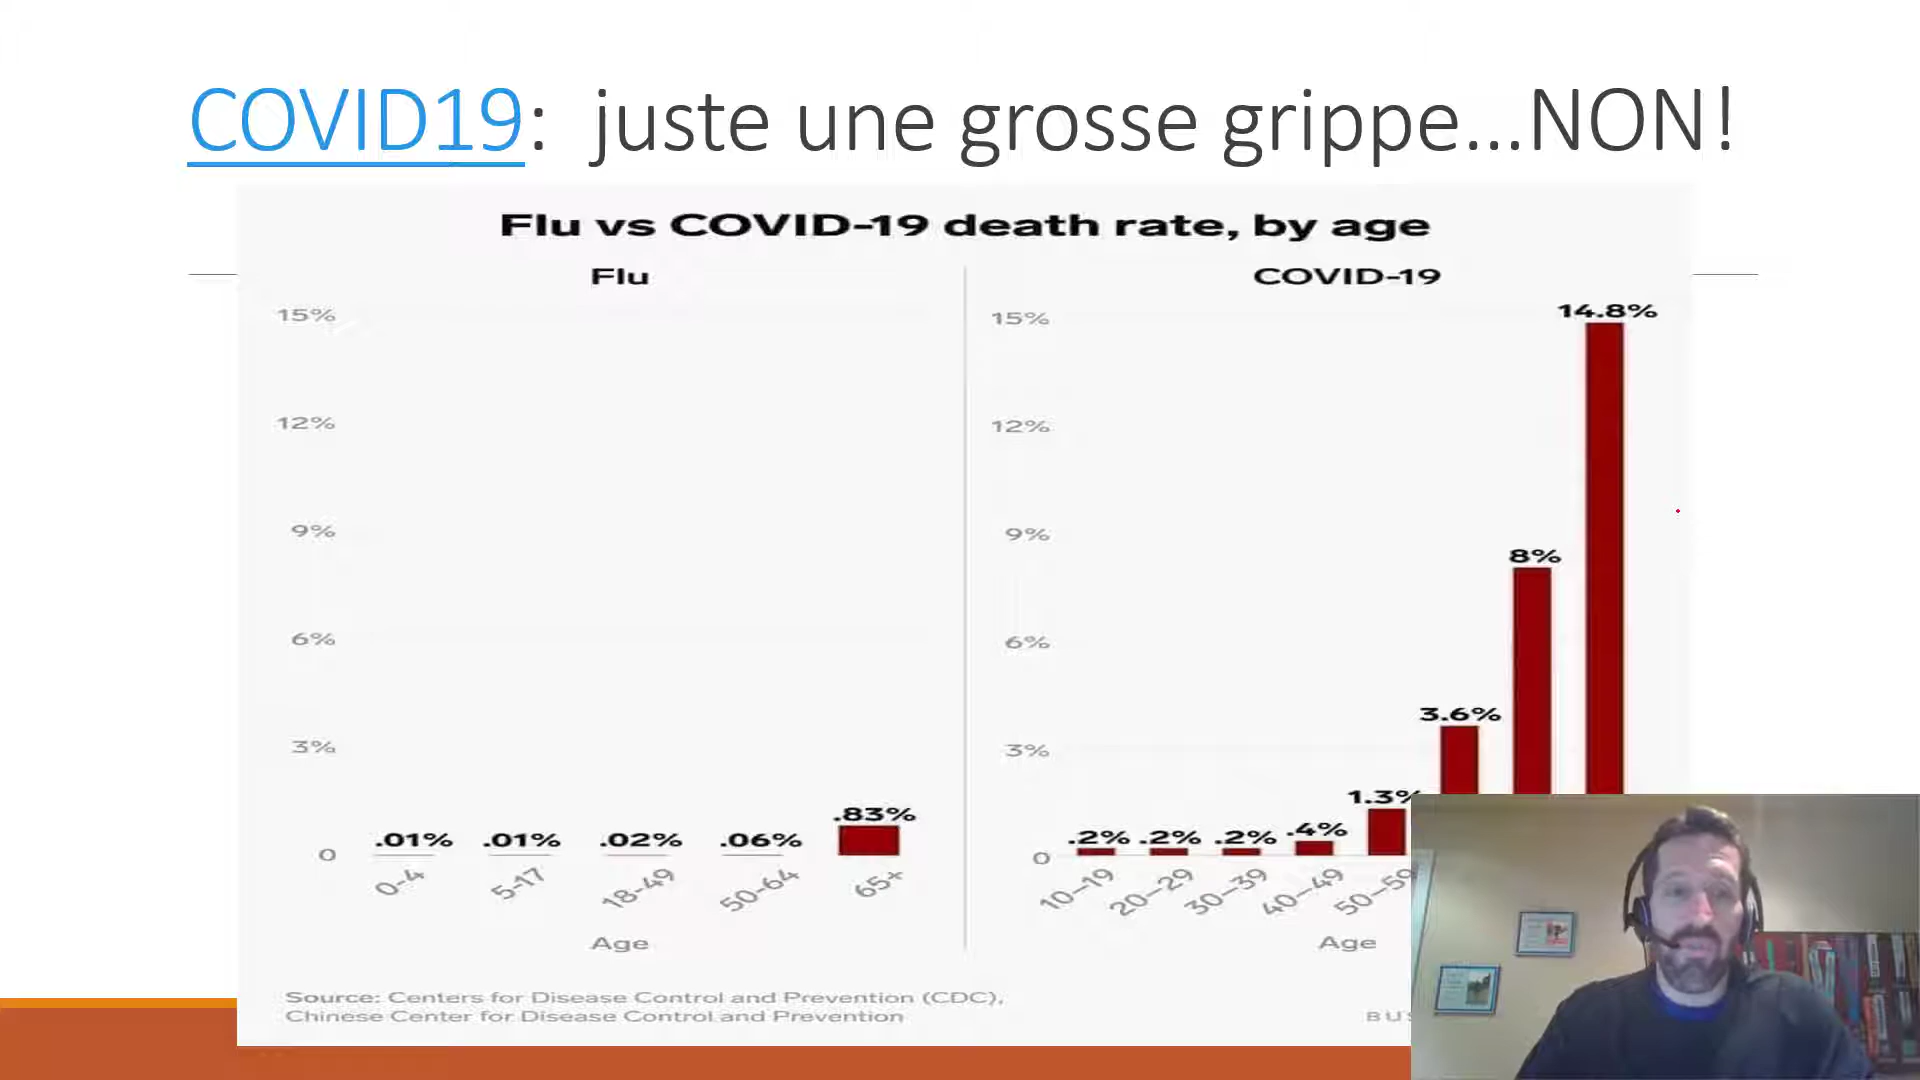 COVID19: juste une grosse grippe...NON!
Flu vs COVID-19 death rate, by age
Flu
15%
12%
9%
6%
3%
0
.01% .01% .02% .06% .83%
0-4 5-17 18-49 50-64 65+
Age
COVID-19
15%
12%
9%
6%
3%
0
.2% .2% .2% .4% 1.3% 3.6% 8% 14.8%
10–19 20–29 30–39 40–49 50–59
Age
Source: Centers for Disease Control and Prevention (CDC),
Chinese Center for Disease Control and Prevention